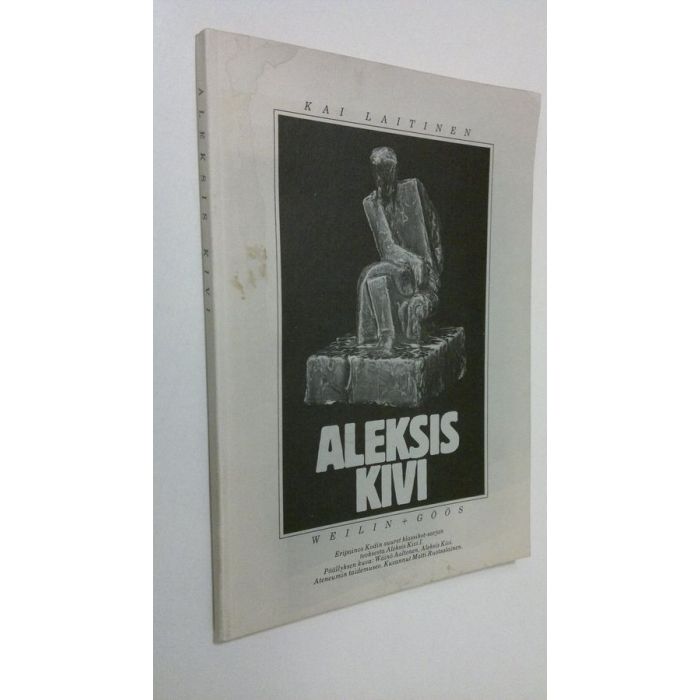 ALEKSIS KIVI
KAI LAITINEN
ALEKSIS
KIVI
WEILIN + GÖÖS
Eripainos Kodin suuret klassikot-sarjan
teoksesta Aleksis Kivi I.
Päällyksen kuva: Wäinö Aaltonen, Aleksis Kivi.
Ateneumin taidemuseo. Kuvannut Matti Ruotsalainen.